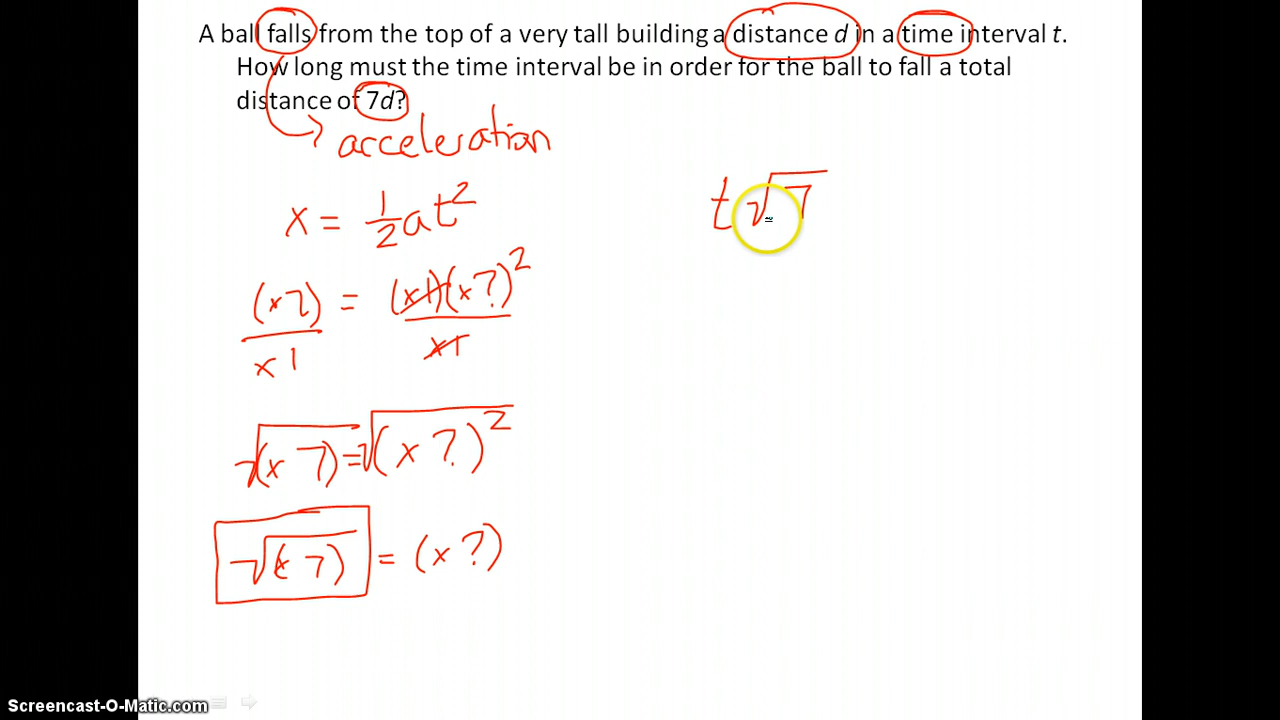 A ball falls from the top of a very tall building a distance d in a time interval t.
How long must the time interval be in order for the ball to fall a total
distance of 7d?
acceleration
x = 1/2 at²
t√7
(x7)/x1 = (x1)(x?)²/x1
√(x7) = √(x?)²
√(x7) = (x?)
Screencast-O-Matic.com